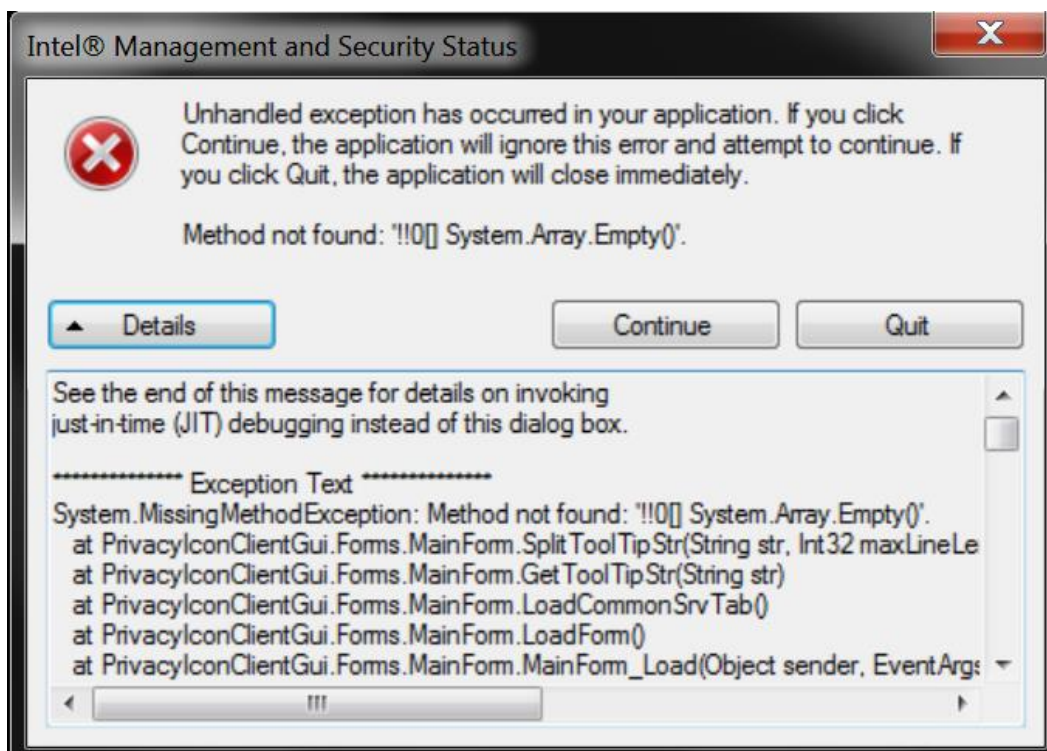 Intel® Management and Security Status
Unhandled exception has occurred in your application. If you click
Continue, the application will ignore this error and attempt to continue. If
you click Quit, the application will close immediately.
Method not found: '!!0[] System.Array.Empty()'.
Details
Continue
Quit
See the end of this message for details on invoking
just-in-time (JIT) debugging instead of this dialog box.
************** Exception Text **************
System.MissingMethodException: Method not found: '!!0[] System.Array.Empty()'.
at PrivacyIconClientGui.Forms.MainForm.SplitToolTipStr(String str, Int32 maxLineLe
at PrivacyIconClientGui.Forms.MainForm.GetToolTipStr(String str)
at PrivacyIconClientGui.Forms.MainForm.LoadCommonSrvTab()
at PrivacyIconClientGui.Forms.MainForm.LoadForm()
at PrivacyIconClientGui.Forms.MainForm.MainForm_Load(Object sender, EventArgs